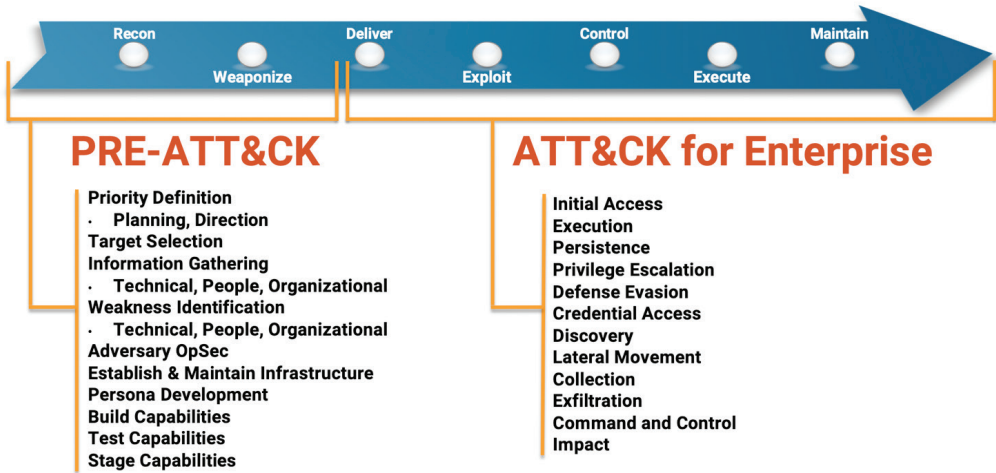 Recon
Weaponize
Deliver
Exploit
Control
Execute
Maintain
PRE-ATT&CK
Priority Definition
· Planning, Direction
Target Selection
Information Gathering
· Technical, People, Organizational
Weakness Identification
· Technical, People, Organizational
Adversary OpSec
Establish & Maintain Infrastructure
Persona Development
Build Capabilities
Test Capabilities
Stage Capabilities
ATT&CK for Enterprise
Initial Access
Execution
Persistence
Privilege Escalation
Defense Evasion
Credential Access
Discovery
Lateral Movement
Collection
Exfiltration
Command and Control
Impact